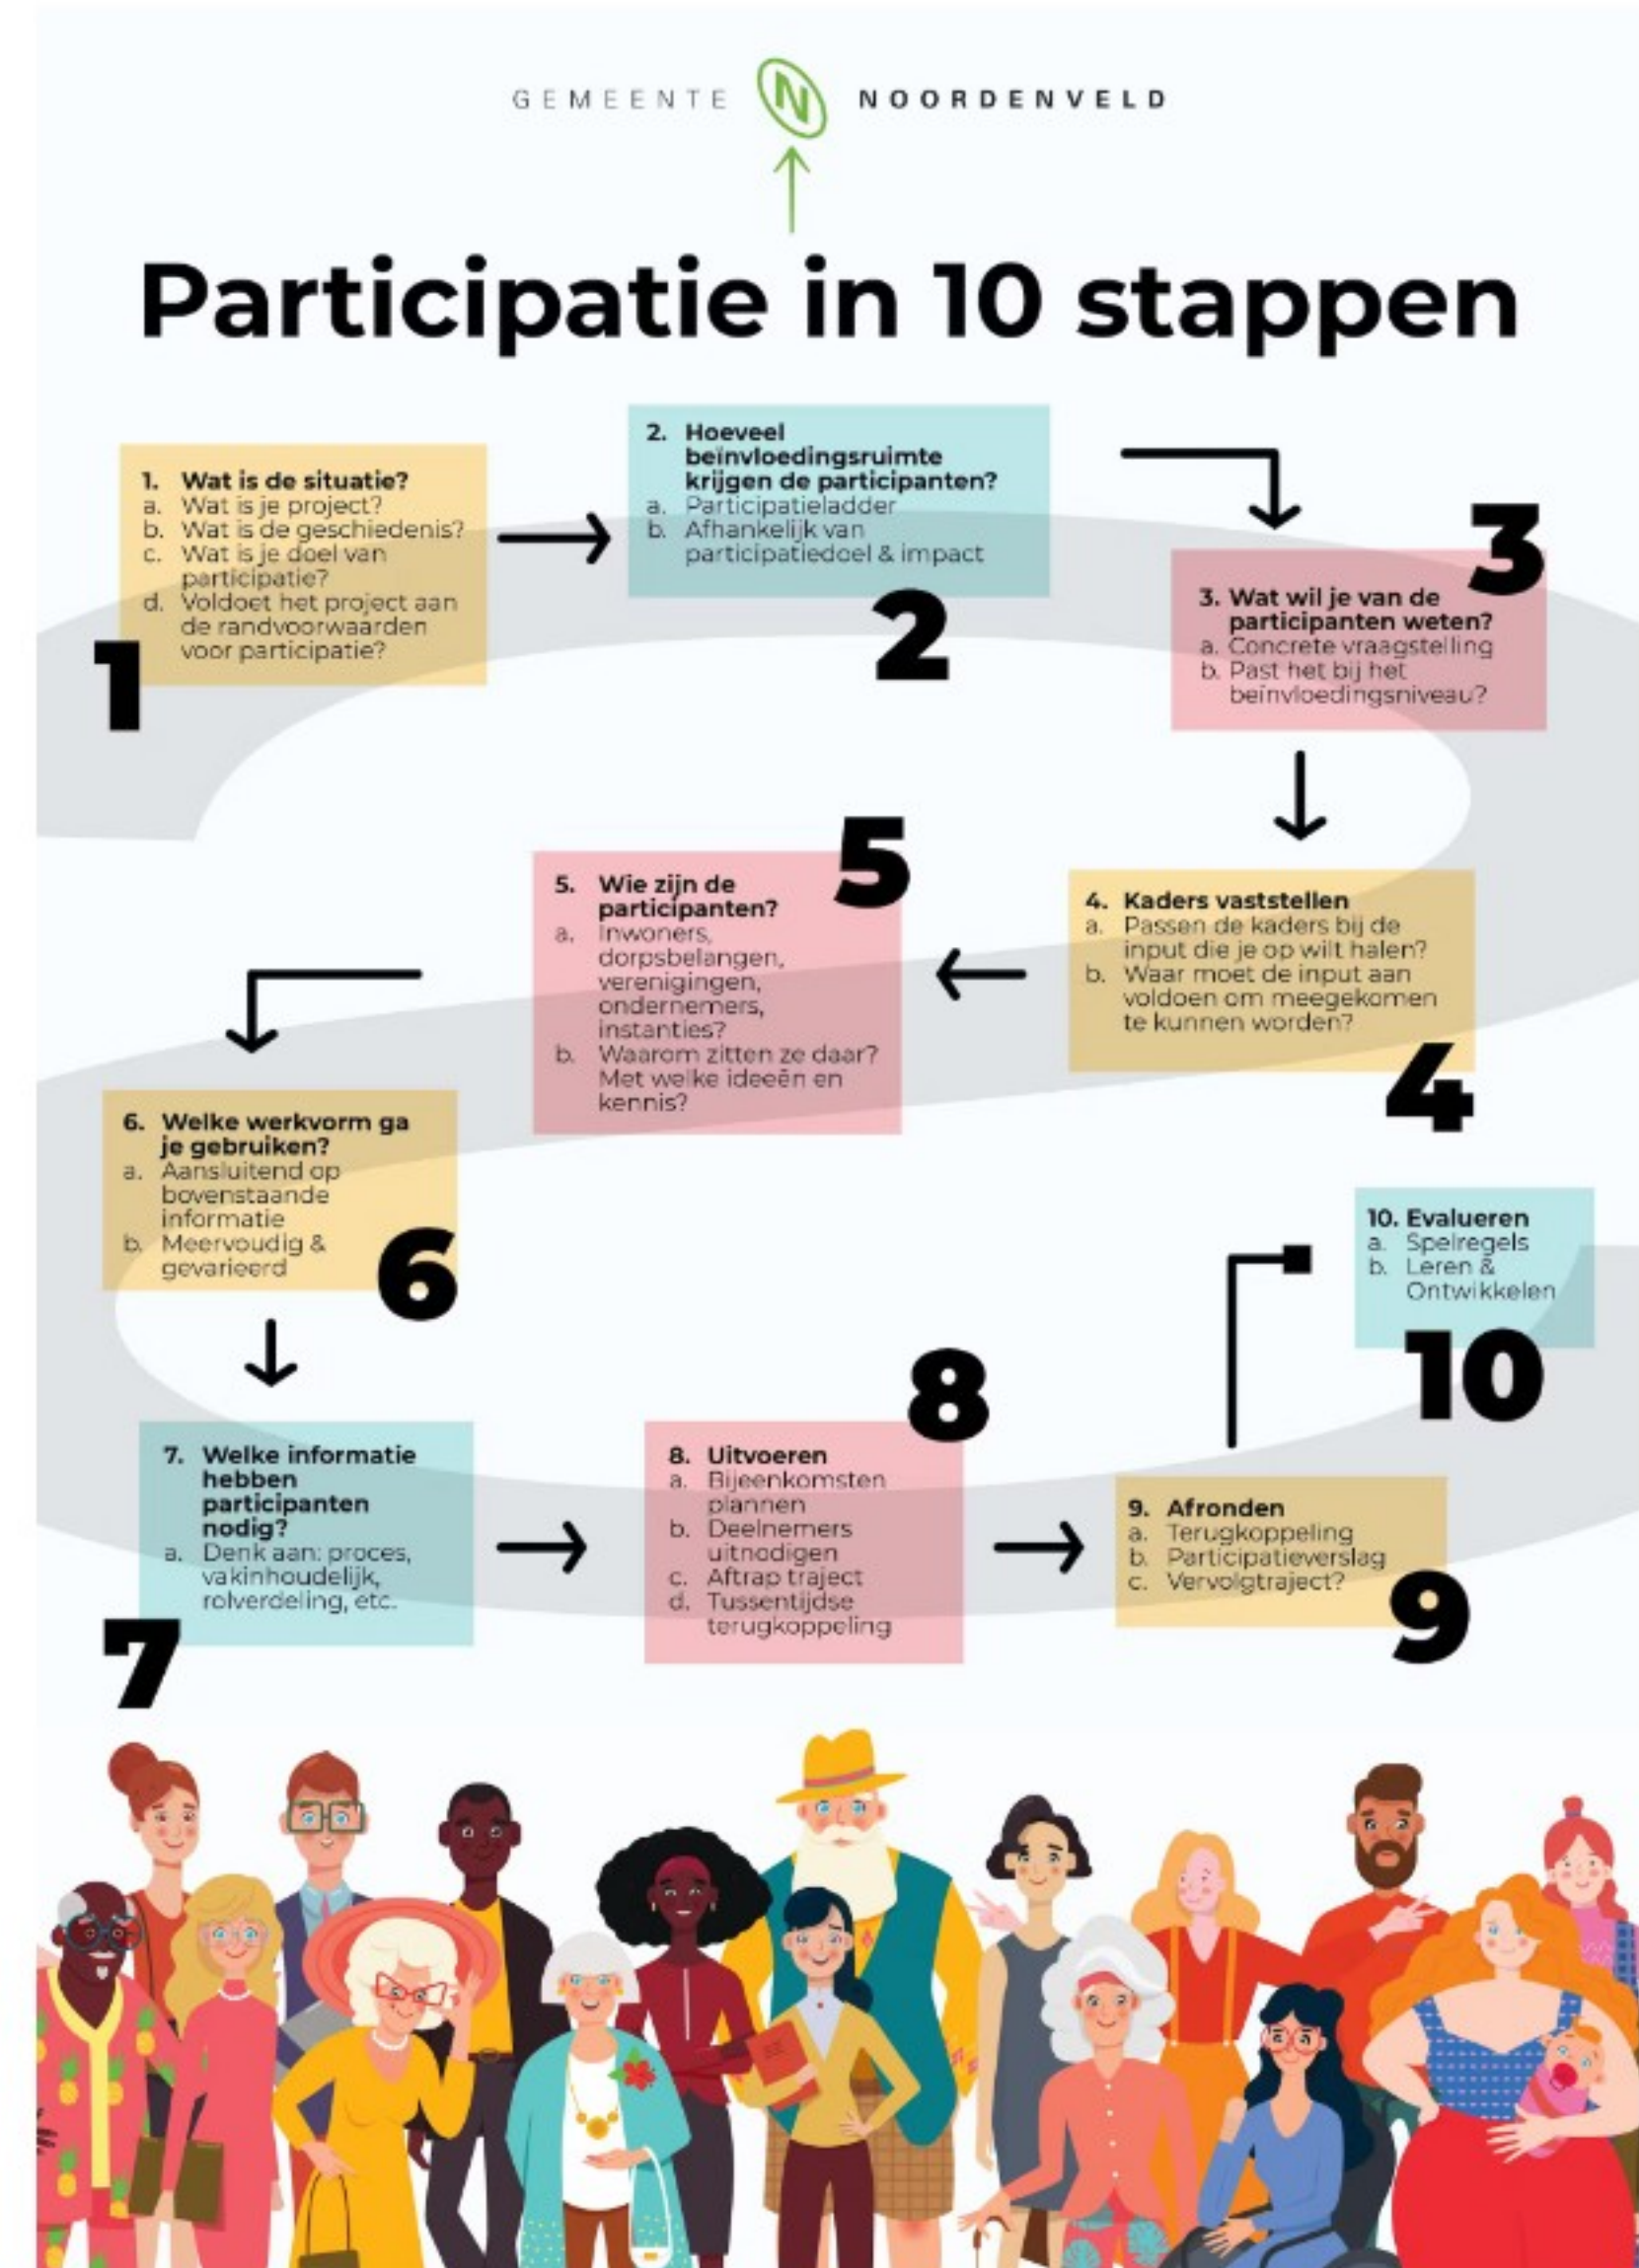 GEMEENTE N NOORDENVELD
Participatie in 10 stappen
1. Wat is de situatie?
a. Wat is je project?
b. Wat is de geschiedenis?
c. Wat is je doel van
participatie?
d. Voldoet het project aan
de randvoorwaarden
voor participatie?
1
2. Hoeveel
beïnvloedingsruimte
krijgen de participanten?
a. Participatieladder
b. Afhankelijk van
participatiedoel & impact
2
3
3. Wat wil je van de
participanten weten?
a. Concrete vraagstelling
b. Past het bij het
beïnvloedingsniveau?
4. Kaders vaststellen
a. Passen de kaders bij de
input die je op wilt halen?
b. Waar moet de input aan
voldoen om meegekomen
te kunnen worden?
4
5
5. Wie zijn de
participanten?
a. Inwoners,
dorpsbelangen,
verenigingen,
ondernemers,
instanties?
b. Waarom zitten ze daar?
Met welke ideeën en
kennis?
6. Welke werkvorm ga
je gebruiken?
a. Aansluitend op
bovenstaande
informatie
b. Meervoudig &
gevarieerd
6
7. Welke informatie
hebben
participanten
nodig?
a. Denk aan: proces,
vakinhoudelijk,
rolverdeling, etc.
7
8
8. Uitvoeren
a. Bijeenkomsten
plannen
b. Deelnemers
uitnodigen
c. Aftrap traject
d. Tussentijdse
terugkoppeling
9. Afronden
a. Terugkoppeling
b. Participatieverslag
c. Vervolgtraject?
9
10. Evalueren
a. Spelregels
b. Leren &
Ontwikkelen
10